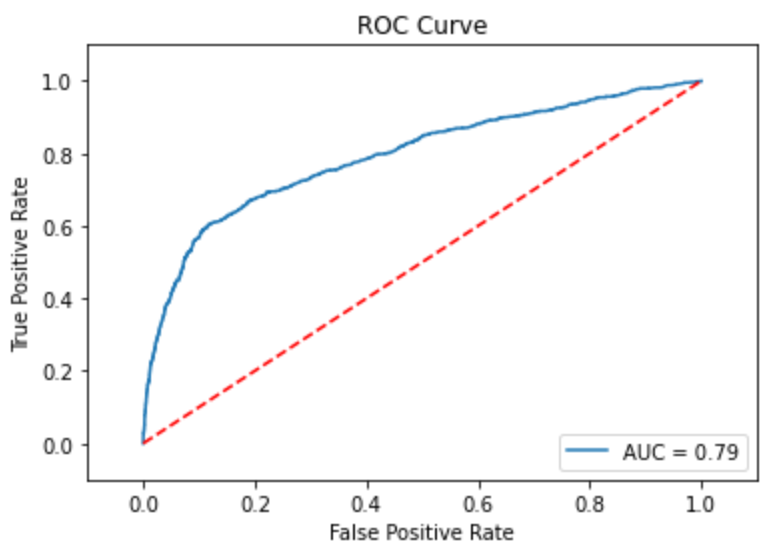 ROC Curve
1.0
0.8
0.6
0.4
0.2
0.0
True Positive Rate
AUC = 0.79
0.0 0.2 0.4 0.6 0.8 1.0
False Positive Rate